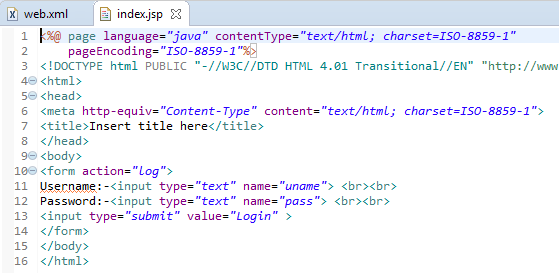 web.xml index.jsp
1 <%@ page language="java" contentType="text/html; charset=ISO-8859-1"
2 pageEncoding="ISO-8859-1"%>
3 <!DOCTYPE html PUBLIC "-//W3C//DTD HTML 4.01 Transitional//EN" "http://www
4 <html>
5 <head>
6 <meta http-equiv="Content-Type" content="text/html; charset=ISO-8859-1">
7 <title>Insert title here</title>
8 </head>
9 <body>
10 <form action="log">
11 Username:-<input type="text" name="uname"> <br><br>
12 Password:-<input type="text" name="pass"> <br><br>
13 <input type="submit" value="Login" >
14 </form>
15 </body>
16 </html>